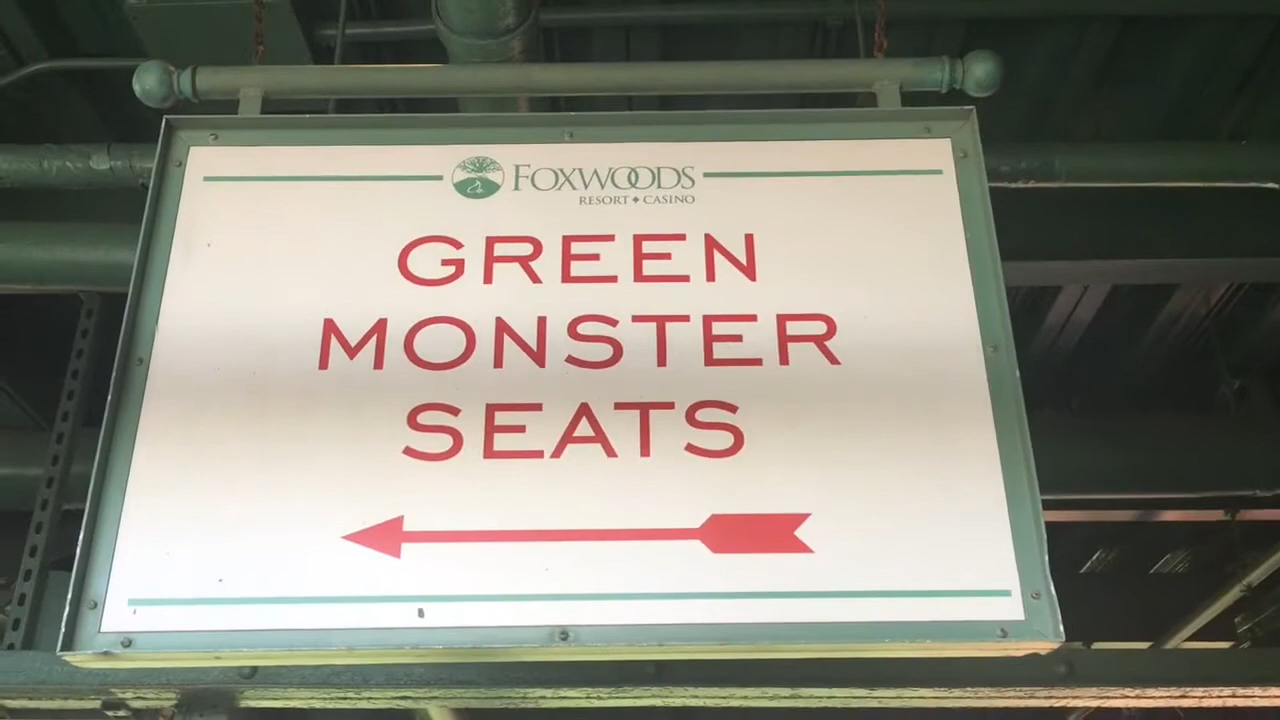 FOXWOODS
RESORT ♦ CASINO
GREEN
MONSTER
SEATS